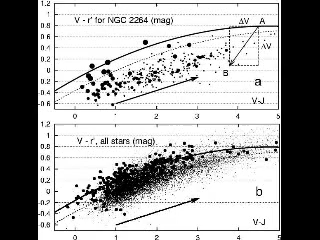 1.2
1
V - r' for NGC 2264 (mag)
ΔV
A
0.8
0.6
ΔV
0.4
0.2
B
0
-0.2
a
-0.4
V-J
-0.6
0 1 2 3 4 5
1.2
1
V - r', all stars (mag)
0.8
0.6
0.4
0.2
0
-0.2
b
-0.4
V-J
-0.6
0 1 2 3 4 5